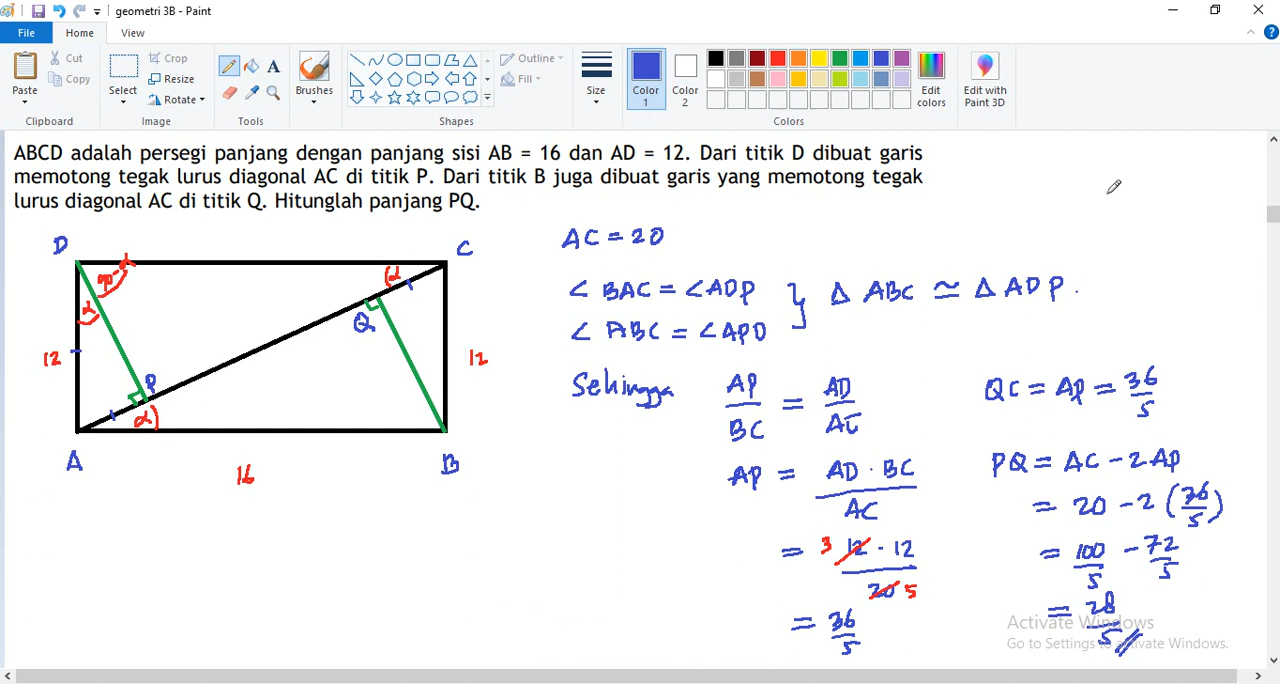 geometri 3B - Paint
File Home View
Paste Cut Copy
Clipboard
Select Crop Resize Rotate
Image
Tools
Brushes
Outline Fill
Shapes
Size
Color 1
Color 2
Edit colors
Colors
Edit with Paint 3D
ABCD adalah persegi panjang dengan panjang sisi AB = 16 dan AD = 12. Dari titik D dibuat garis
memotong tegak lurus diagonal AC di titik P. Dari titik B juga dibuat garis yang memotong tegak
lurus diagonal AC di titik Q. Hitunglah panjang PQ.
D C
α
α
Q
12 12
P
α
A B
16
AC = 20
∠ BAC = ∠ADP
∠ ABC = ∠APD
} Δ ABC ≅ Δ ADP.
Sehingga AP/BC = AD/AC
AP = AD · BC / AC
= 3 12 · 12 / 20 5
= 36/5
QC = AP = 36/5
PQ = AC - 2 AP
= 20 - 2 (36/5)
= 100/5 - 72/5
= 28/5 //
Activate Windows
Go to Settings to activate Windows.